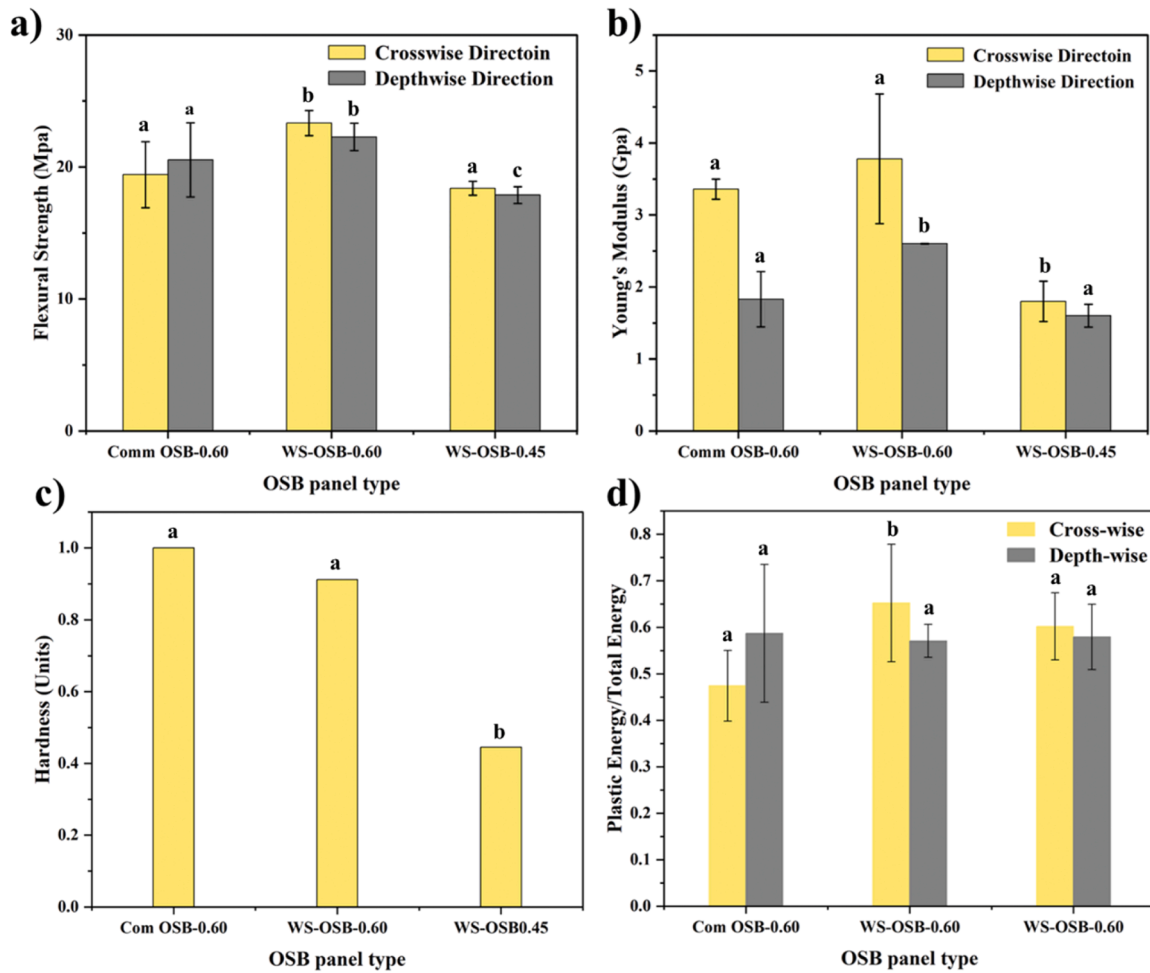 a)
Crosswise Directoin
Depthwise Direction
Flexural Strength (Mpa)
30
20
10
0
a
a
b
b
a
c
Comm OSB-0.60
WS-OSB-0.60
WS-OSB-0.45
OSB panel type
b)
Crosswise Directoin
Depthwise Direction
Young's Modulus (Gpa)
5
4
3
2
1
0
a
a
a
b
b
a
Comm OSB-0.60
WS-OSB-0.60
WS-OSB-0.45
OSB panel type
c)
Hardness (Units)
1.0
0.8
0.6
0.4
0.2
0.0
a
a
b
Com OSB-0.60
WS-OSB-0.60
WS-OSB0.45
OSB panel type
d)
Cross-wise
Depth-wise
Plastic Energy/Total Energy
0.8
0.7
0.6
0.5
0.4
0.3
0.2
0.1
0.0
a
a
b
a
a
a
Com OSB-0.60
WS-OSB-0.60
WS-OSB-0.60
OSB panel type